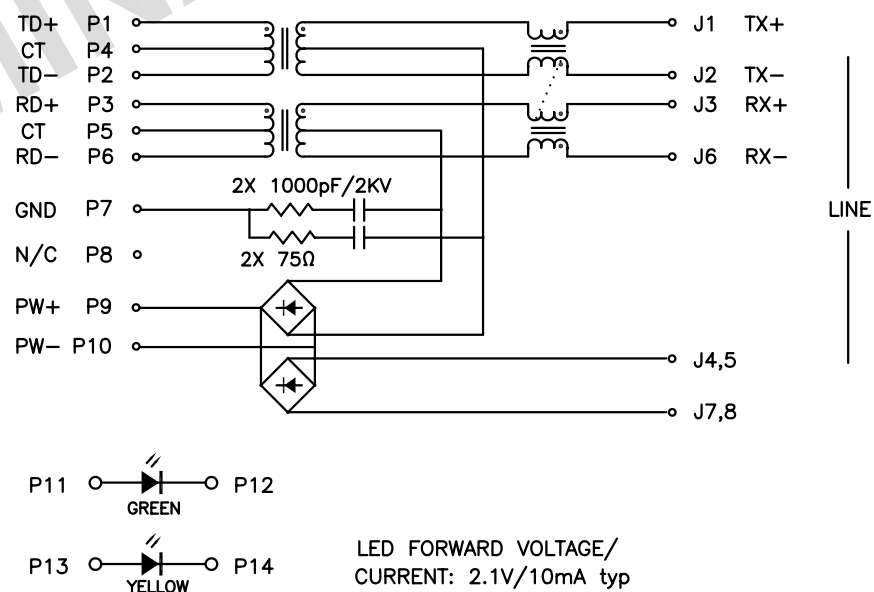 TD+ P1 J1 TX+
CT P4
TD- P2 J2 TX-
RD+ P3 J3 RX+
CT P5
RD- P6 J6 RX-
2X 1000pF/2KV
GND P7 LINE
2X 75Ω
N/C P8
PW+ P9
PW- P10
J4,5
J7,8
P11 P12
GREEN
P13 P14
YELLOW
LED FORWARD VOLTAGE/
CURRENT: 2.1V/10mA typ